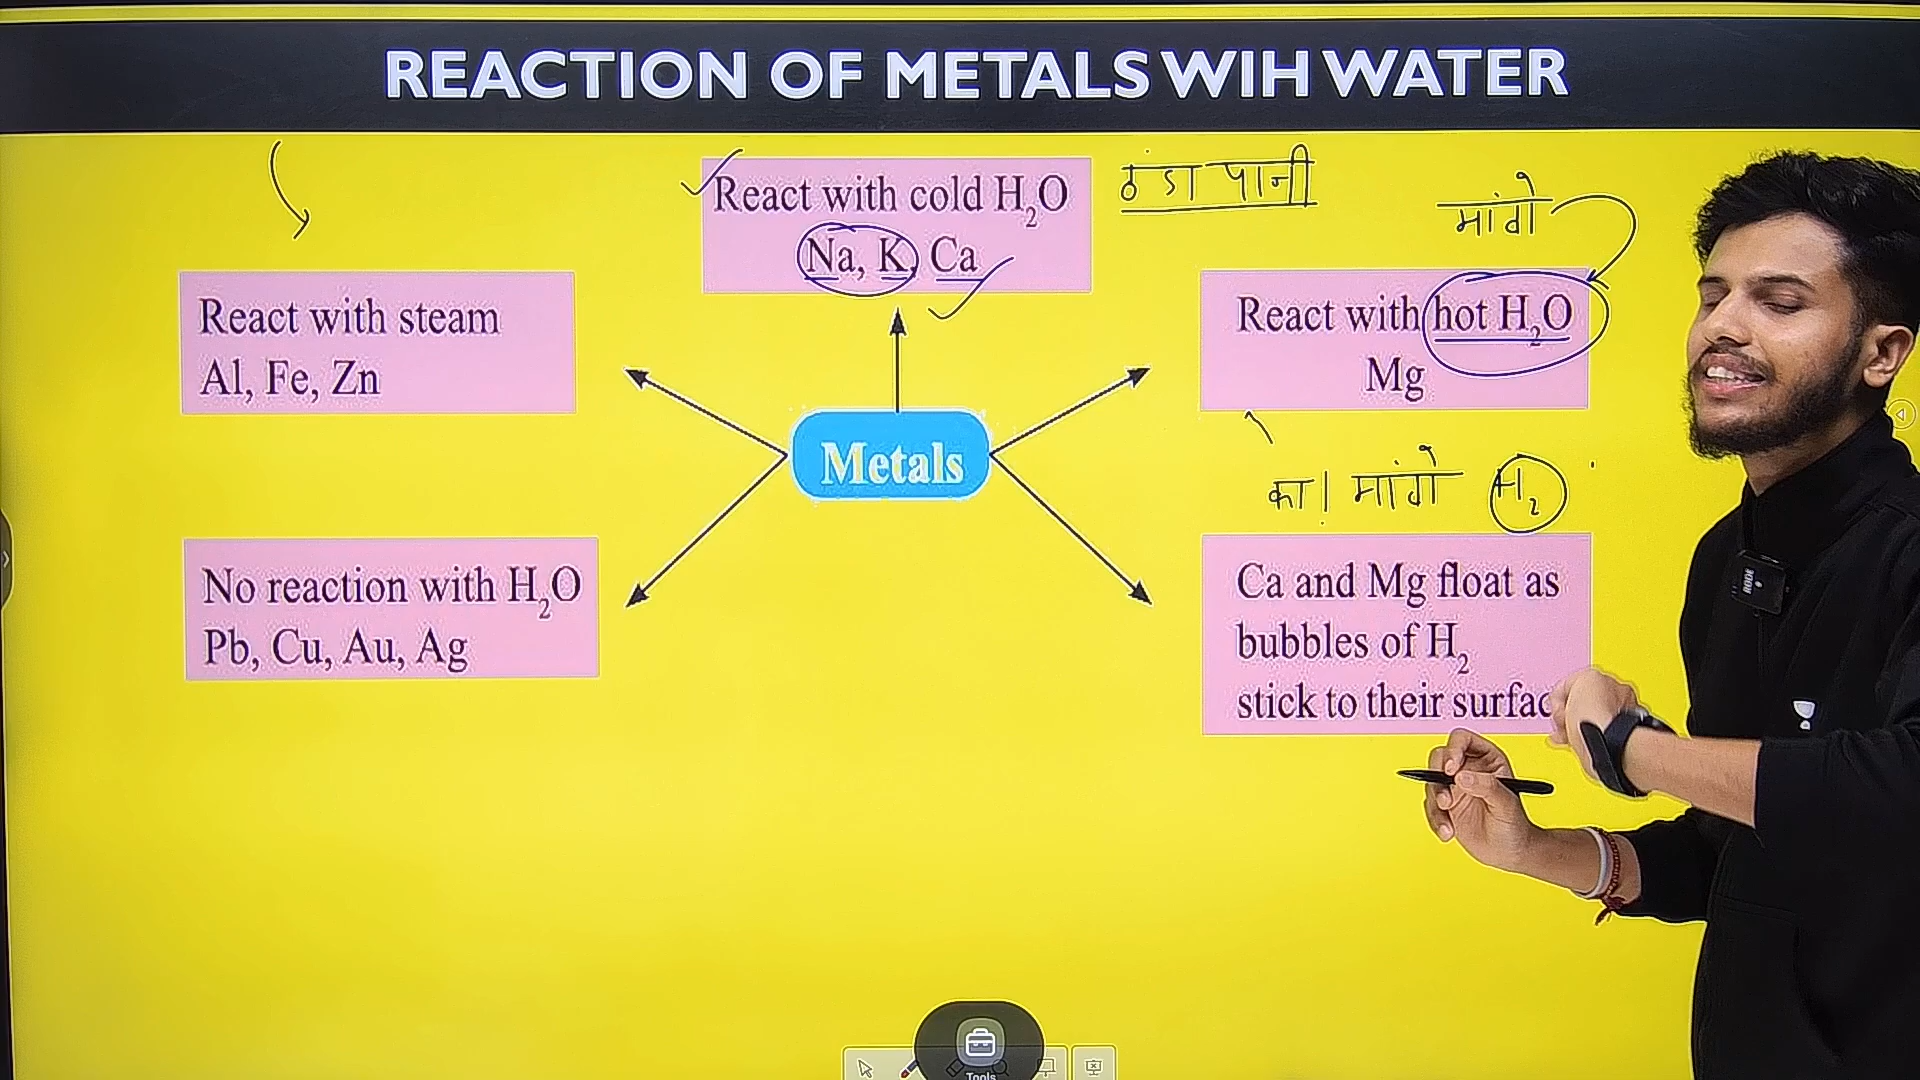 REACTION OF METALS WIH WATER
React with cold H₂O
Na, K, Ca
ठंडा पानी
मांगे
React with steam
Al, Fe, Zn
React with hot H₂O
Mg
Metals
का| मांगे H₂
No reaction with H₂O
Pb, Cu, Au, Ag
Ca and Mg float as
bubbles of H₂
stick to their surfac
RODE
Tools